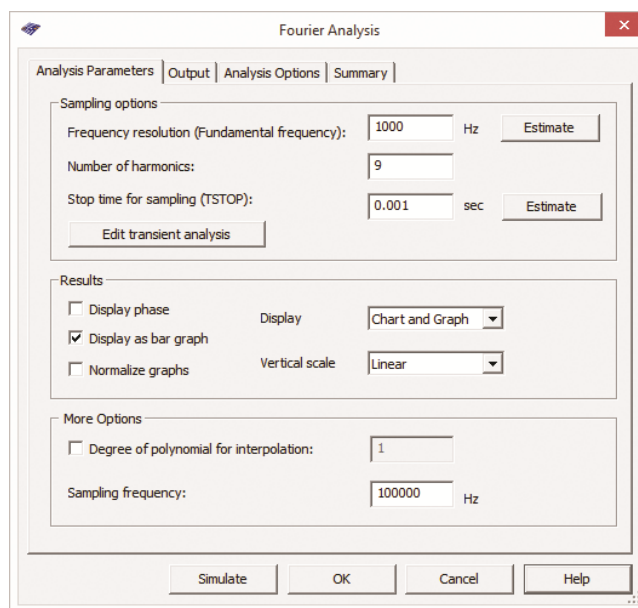 Fourier Analysis
Analysis Parameters Output Analysis Options Summary
Sampling options
Frequency resolution (Fundamental frequency): 1000 Hz Estimate
Number of harmonics: 9
Stop time for sampling (TSTOP): 0.001 sec Estimate
Edit transient analysis
Results
Display phase
Display Chart and Graph
Display as bar graph
Vertical scale Linear
Normalize graphs
More Options
Degree of polynomial for interpolation: 1
Sampling frequency: 100000 Hz
Simulate OK Cancel Help